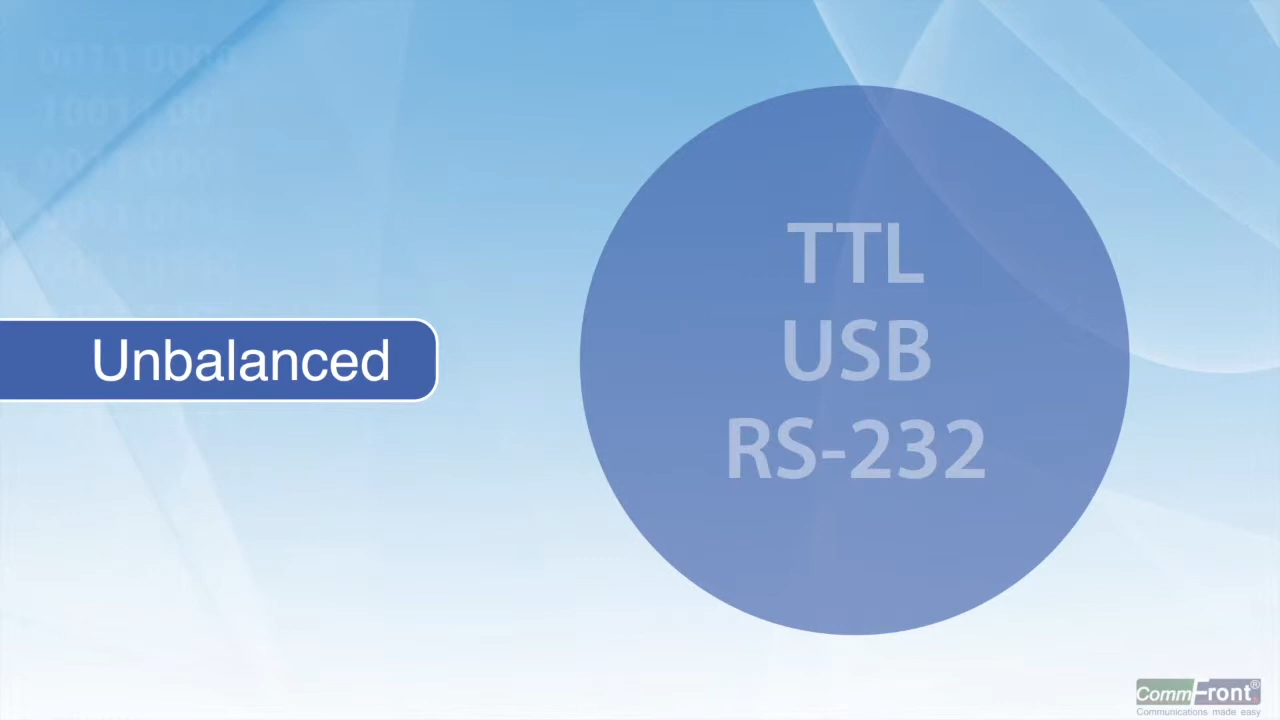 Unbalanced
TTL
USB
RS-232
CommFront®
Communications made easy